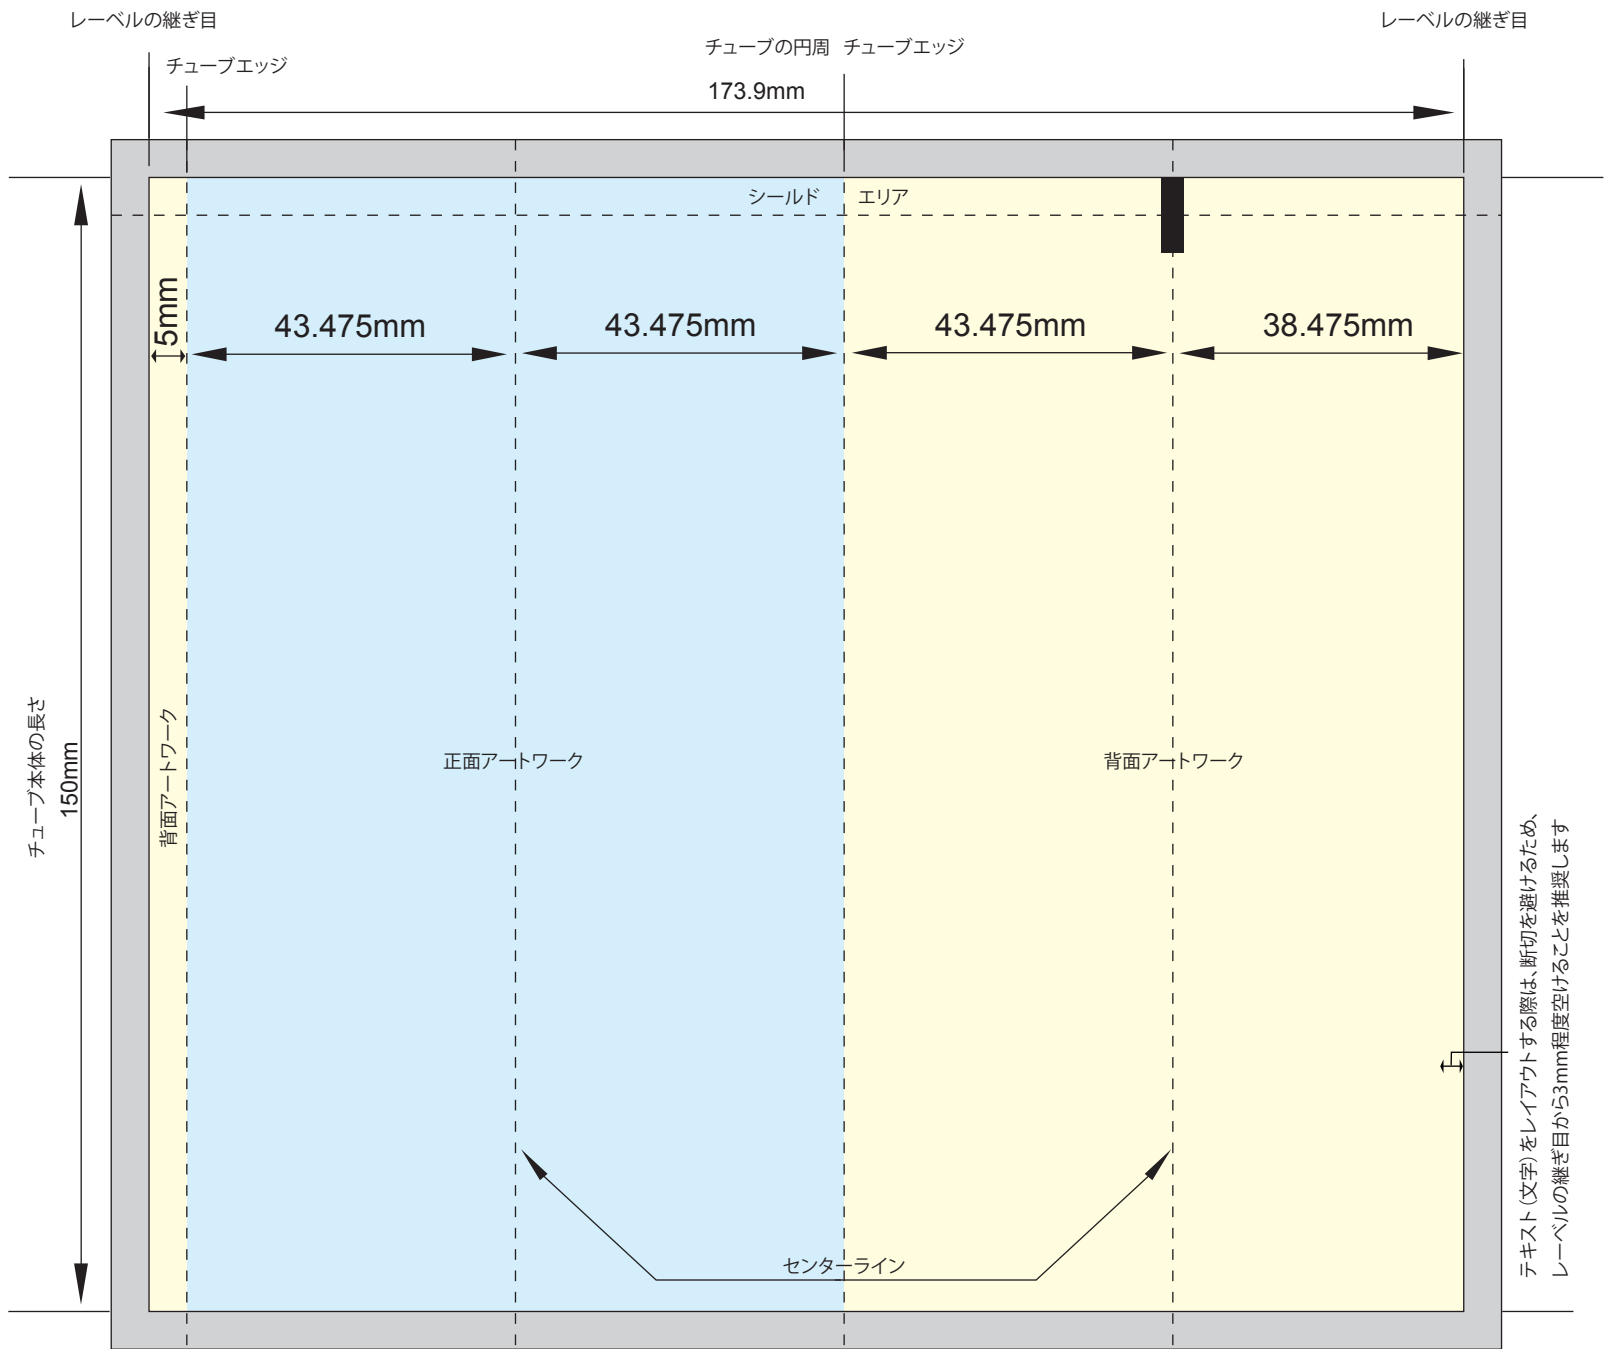 レーベルの継ぎ目
レーベルの継ぎ目
チューブエッジ
チューブの円周
チューブエッジ
173.9mm
シールド
エリア
5mm
43.475mm
43.475mm
43.475mm
38.475mm
チューブ本体の長さ
150mm
背面アートワーク
正面アートワーク
背面アートワーク
テキスト(文字)をレイアウトする際は、断切を避けるため、
レーベルの継ぎ目から3mm程度空けることを推奨します
センターライン